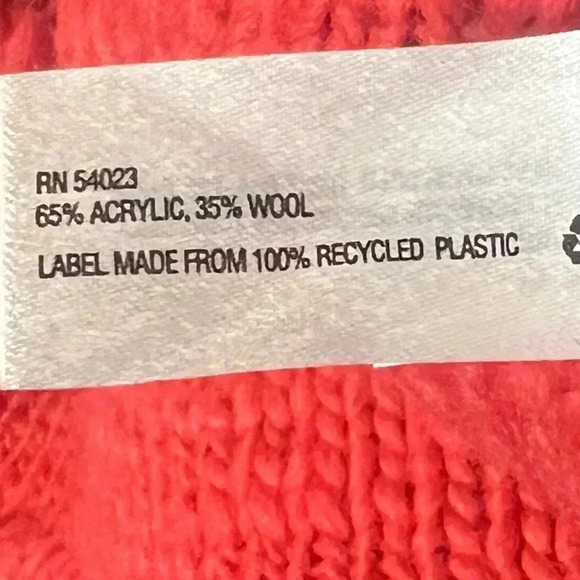 RN 54023
65% ACRYLIC, 35% WOOL
LABEL MADE FROM 100% RECYCLED PLASTIC